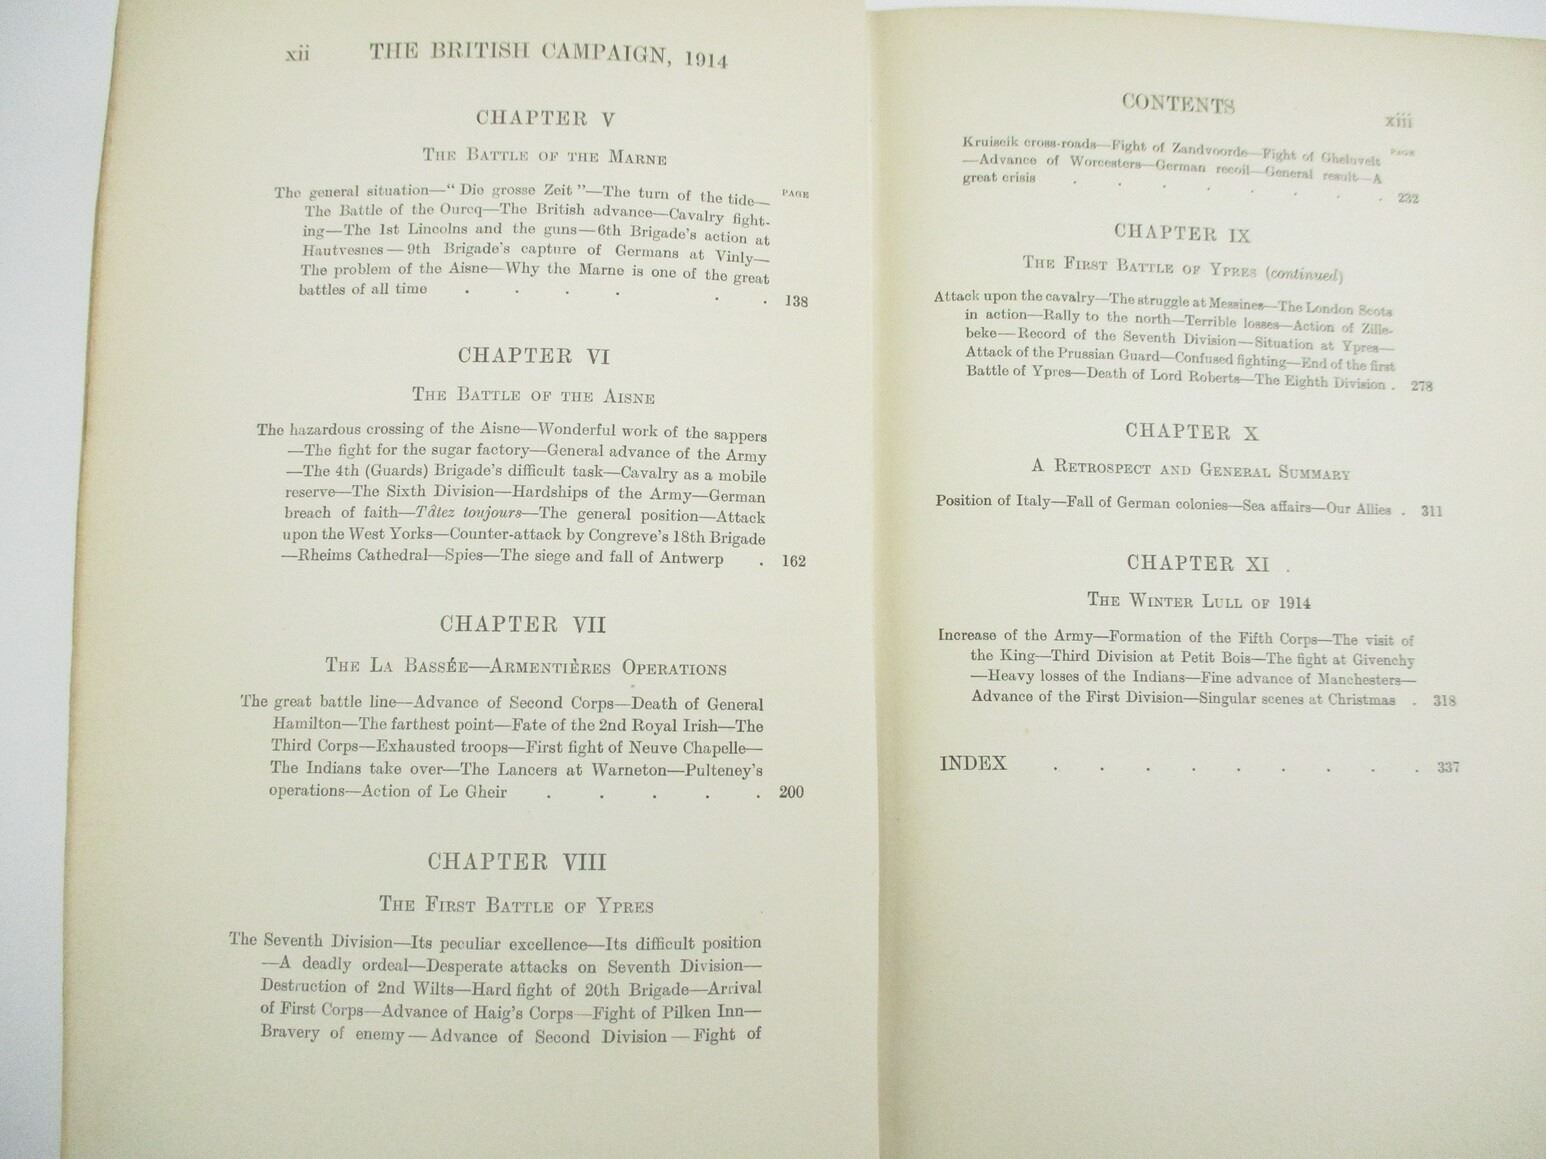 xii THE BRITISH CAMPAIGN, 1914
CHAPTER V
THE BATTLE OF THE MARNE
PAGE
The general situation—“ Die grosse Zeit ”—The turn of the tide—
The Battle of the Ourcq—The British advance—Cavalry fight-
ing—The 1st Lincolns and the guns—6th Brigade's action at
Hautvesnes—9th Brigade's capture of Germans at Vinly—
The problem of the Aisne—Why the Marne is one of the great
battles of all time . . . . . . 138
CHAPTER VI
THE BATTLE OF THE AISNE
The hazardous crossing of the Aisne—Wonderful work of the sappers
—The fight for the sugar factory—General advance of the Army
—The 4th (Guards) Brigade's difficult task—Cavalry as a mobile
reserve—The Sixth Division—Hardships of the Army—German
breach of faith—Tâtez toujours—The general position—Attack
upon the West Yorks—Counter-attack by Congreve's 18th Brigade
—Rheims Cathedral—Spies—The siege and fall of Antwerp . 162
CHAPTER VII
THE LA BASSÉE—ARMENTIÈRES OPERATIONS
The great battle line—Advance of Second Corps—Death of General
Hamilton—The farthest point—Fate of the 2nd Royal Irish—The
Third Corps—Exhausted troops—First fight of Neuve Chapelle—
The Indians take over—The Lancers at Warneton—Pulteney's
operations—Action of Le Gheir . . . . . 200
CHAPTER VIII
THE FIRST BATTLE OF YPRES
The Seventh Division—Its peculiar excellence—Its difficult position
—A deadly ordeal—Desperate attacks on Seventh Division—
Destruction of 2nd Wilts—Hard fight of 20th Brigade—Arrival
of First Corps—Advance of Haig's Corps—Fight of Pilken Inn—
Bravery of enemy—Advance of Second Division—Fight of
CONTENTS xiii
PAGE
Kruiseik cross-roads—Fight of Zandvoorde—Fight of Gheluvelt
—Advance of Worcesters—German recoil—General result—A
great crisis . . . . . . . . 232
CHAPTER IX
THE FIRST BATTLE OF YPRES (continued)
Attack upon the cavalry—The struggle at Messines—The London Scots
in action—Rally to the north—Terrible losses—Action of Zille-
beke—Record of the Seventh Division—Situation at Ypres—
Attack of the Prussian Guard—Confused fighting—End of the first
Battle of Ypres—Death of Lord Roberts—The Eighth Division . 278
CHAPTER X
A RETROSPECT AND GENERAL SUMMARY
Position of Italy—Fall of German colonies—Sea affairs—Our Allies . 311
CHAPTER XI .
THE WINTER LULL OF 1914
Increase of the Army—Formation of the Fifth Corps—The visit of
the King—Third Division at Petit Bois—The fight at Givenchy
—Heavy losses of the Indians—Fine advance of Manchesters—
Advance of the First Division—Singular scenes at Christmas . 318
INDEX . . . . . . . . . 337